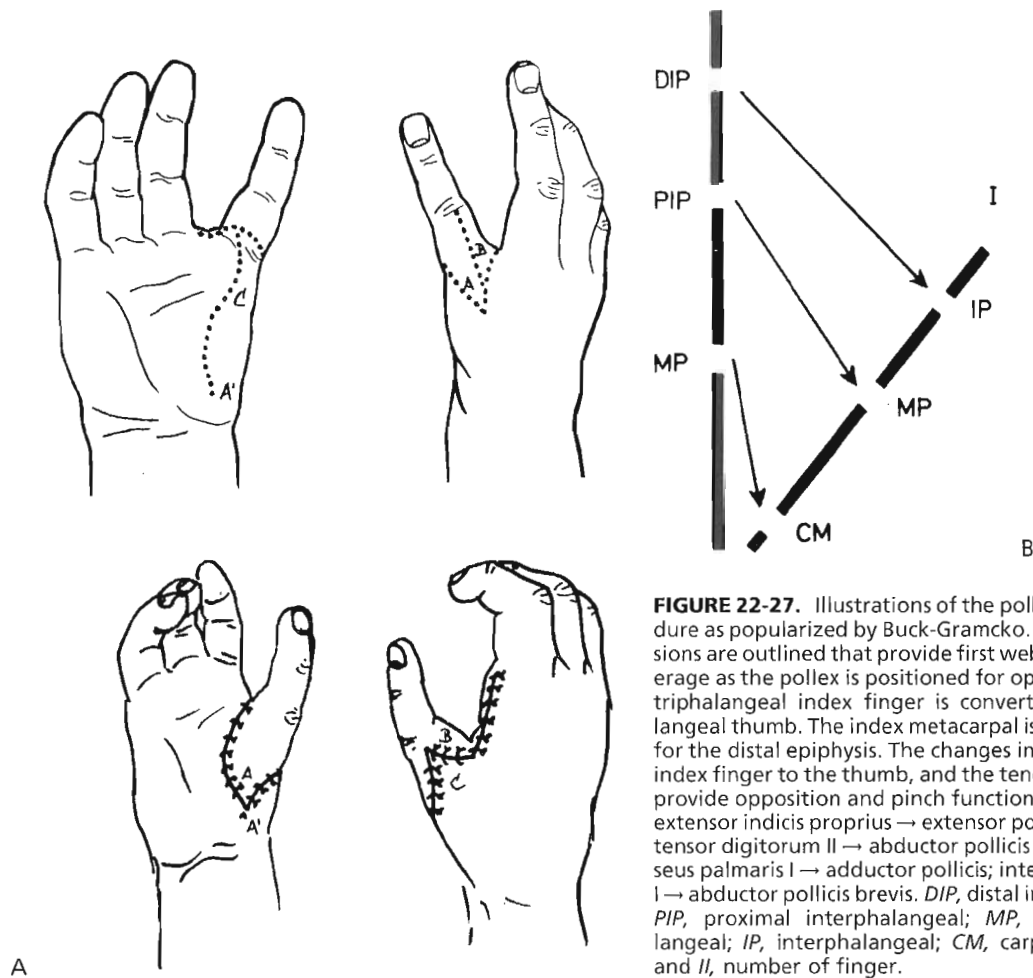 C
A'
A
B
DIP
PIP
MP
I
IP
MP
CM
B
A
A'
A'
B
C
A
FIGURE 22-27. Illustrations of the poll
dure as popularized by Buck-Gramcko.
sions are outlined that provide first web
erage as the pollex is positioned for op
triphalangeal index finger is convert
langeal thumb. The index metacarpal is
for the distal epiphysis. The changes in
index finger to the thumb, and the ten
provide opposition and pinch function
extensor indicis proprius → extensor po
tensor digitorum II → abductor pollicis
seus palmaris I → adductor pollicis; inte
I → abductor pollicis brevis. DIP, distal in
PIP, proximal interphalangeal; MP,
langeal; IP, interphalangeal; CM, carp
and II, number of finger.